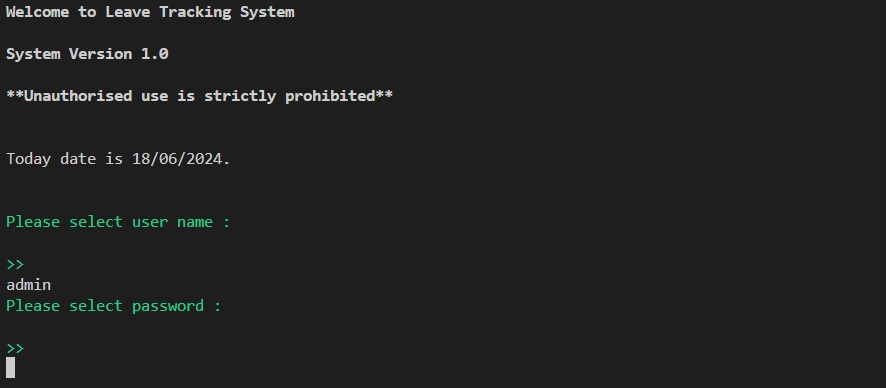 Welcome to Leave Tracking System
System Version 1.0
**Unauthorised use is strictly prohibited**
Today date is 18/06/2024.
Please select user name :
>>
admin
Please select password :
>>